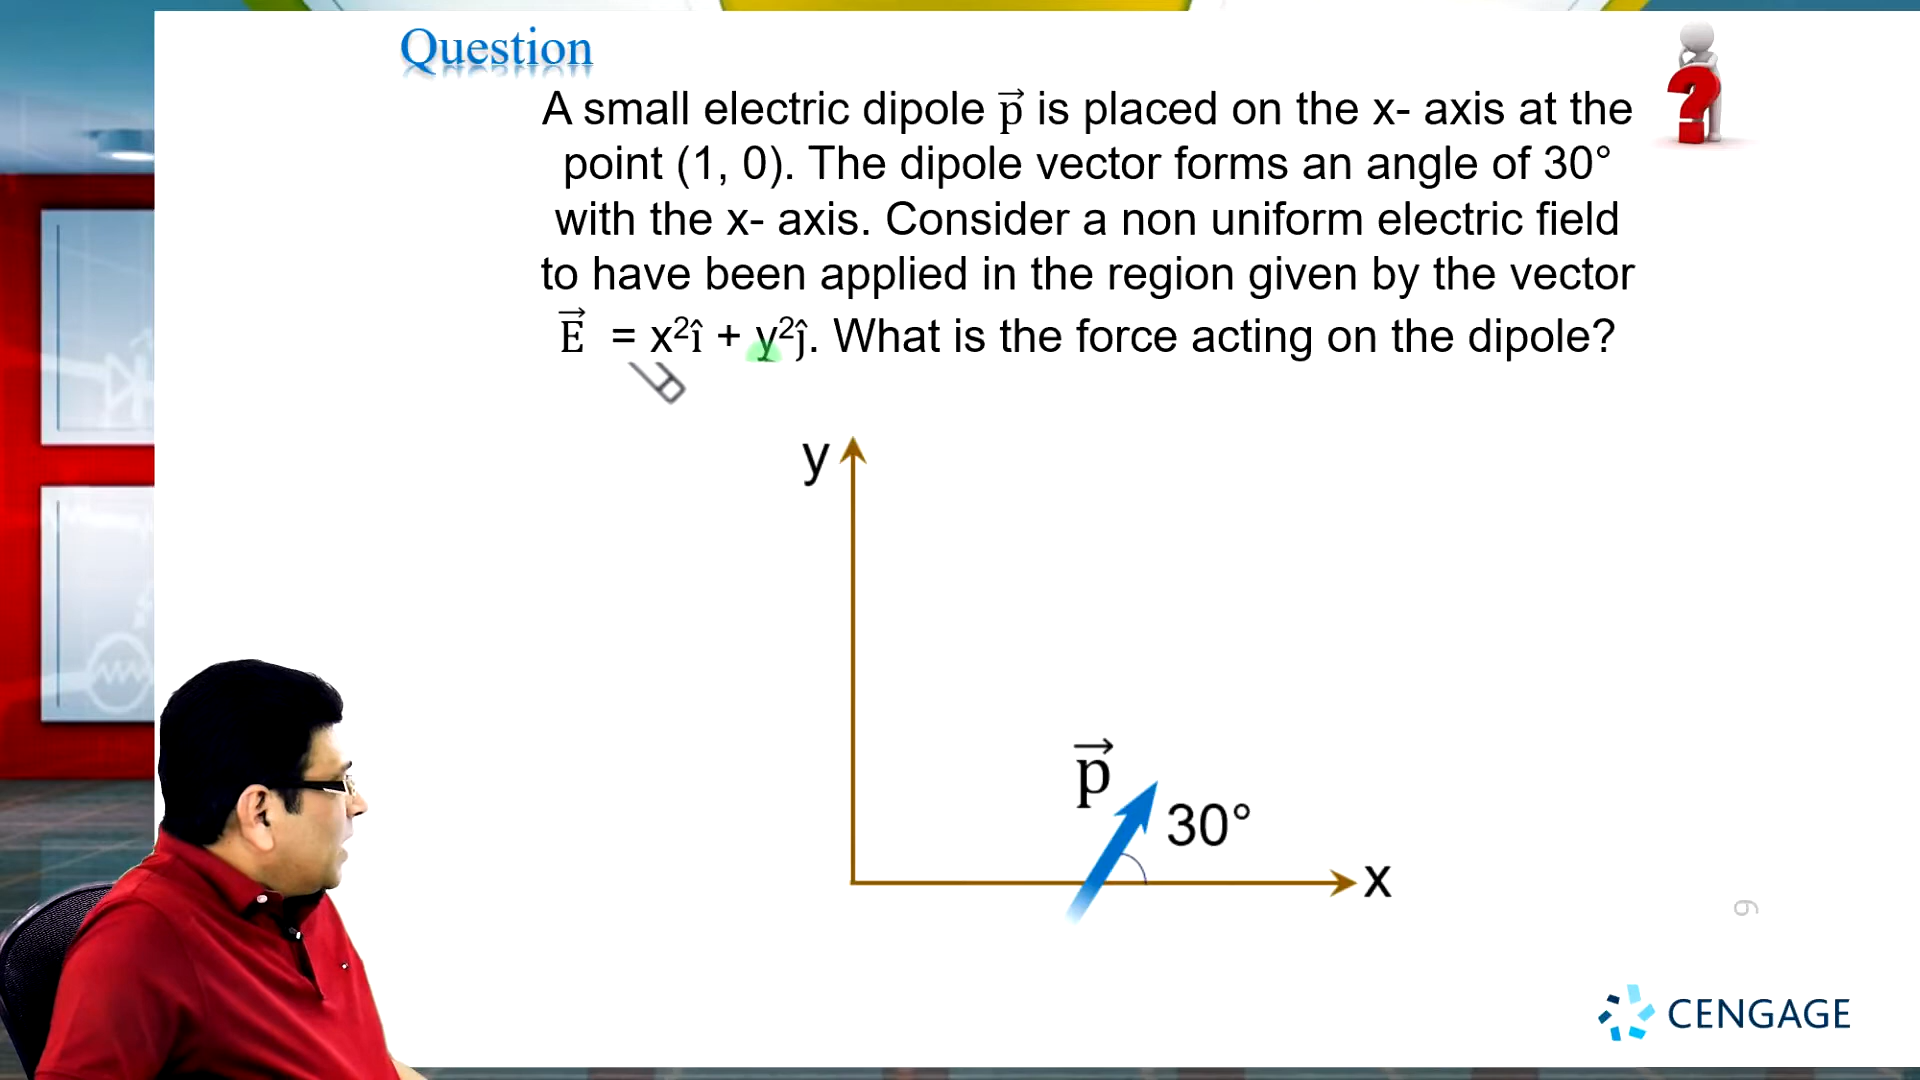 Question
A small electric dipole p⃗ is placed on the x- axis at the
point (1, 0). The dipole vector forms an angle of 30°
with the x- axis. Consider a non uniform electric field
to have been applied in the region given by the vector
E⃗ = x²î + y²ĵ. What is the force acting on the dipole?
y
p⃗
30°
x
6
CENGAGE